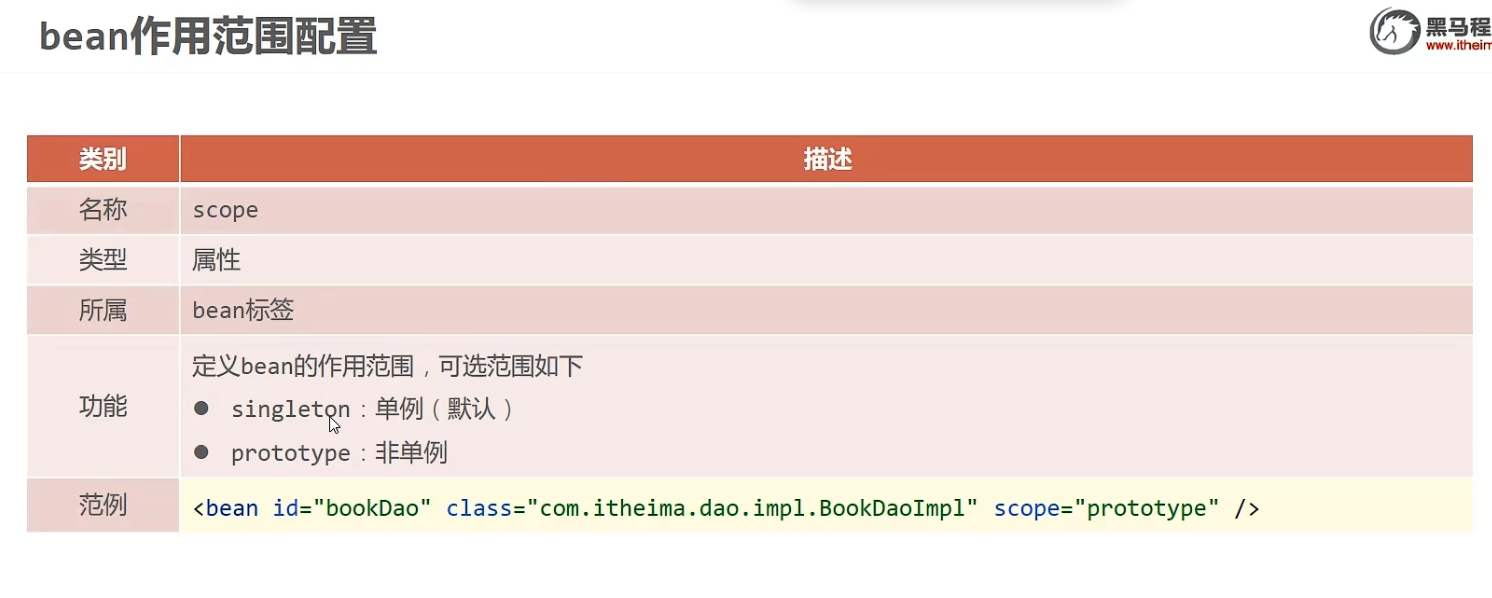 bean作用范围配置
黑马程
www.itheim
类别 描述
名称 scope
类型 属性
所属 bean标签
功能 定义bean的作用范围，可选范围如下
● singleton：单例（默认）
● prototype：非单例
范例 <bean id="bookDao" class="com.itheima.dao.impl.BookDaoImpl" scope="prototype" />